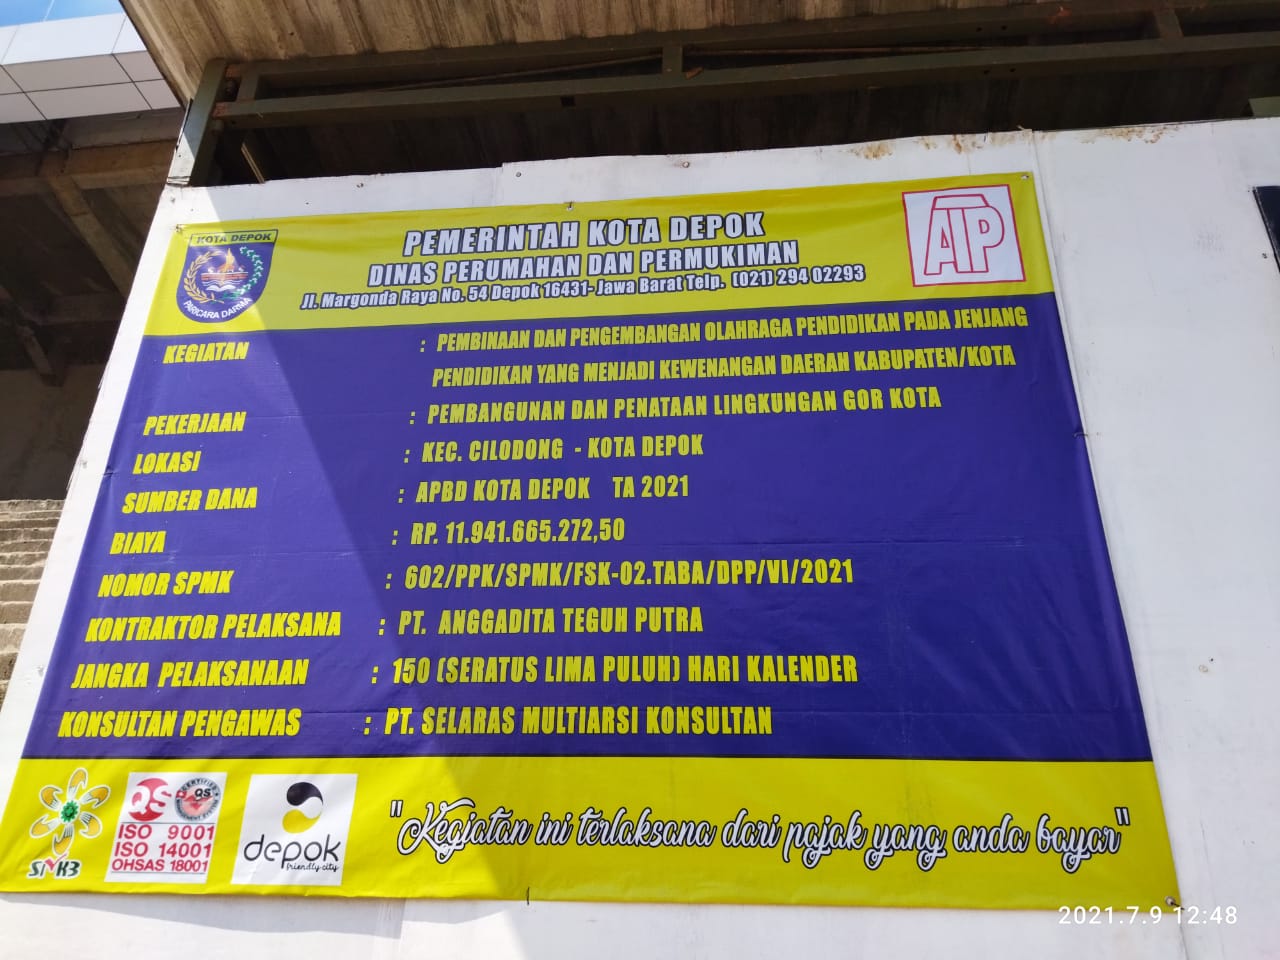 KOTA DEPOK
PARICARA DARMA
PEMERINTAH KOTA DEPOK
DINAS PERUMAHAN DAN PERMUKIMAN
Jl. Margonda Raya No. 54 Depok 16431- Jawa Barat Telp. (021) 294 02293
ATP
KEGIATAN : PEMBINAAN DAN PENGEMBANGAN OLAHRAGA PENDIDIKAN PADA JENJANG
PENDIDIKAN YANG MENJADI KEWENANGAN DAERAH KABUPATEN/KOTA
PEKERJAAN : PEMBANGUNAN DAN PENATAAN LINGKUNGAN GOR KOTA
LOKASI : KEC. CILODONG - KOTA DEPOK
SUMBER DANA : APBD KOTA DEPOK TA 2021
BIAYA : RP. 11.941.665.272,50
NOMOR SPMK : 602/PPK/SPMK/FSK-02.TABA/DPP/VI/2021
KONTRAKTOR PELAKSANA : PT. ANGGADITA TEGUH PUTRA
JANGKA PELAKSANAAN : 150 (SERATUS LIMA PULUH) HARI KALENDER
KONSULTAN PENGAWAS : PT. SELARAS MULTIARSI KONSULTAN
SMK3
QS
QS
ISO 9001
ISO 14001
OHSAS 18001
depok
friendly city
"Kegiatan ini terlaksana dari pajak yang anda bayar"
2021.7.9 12:48